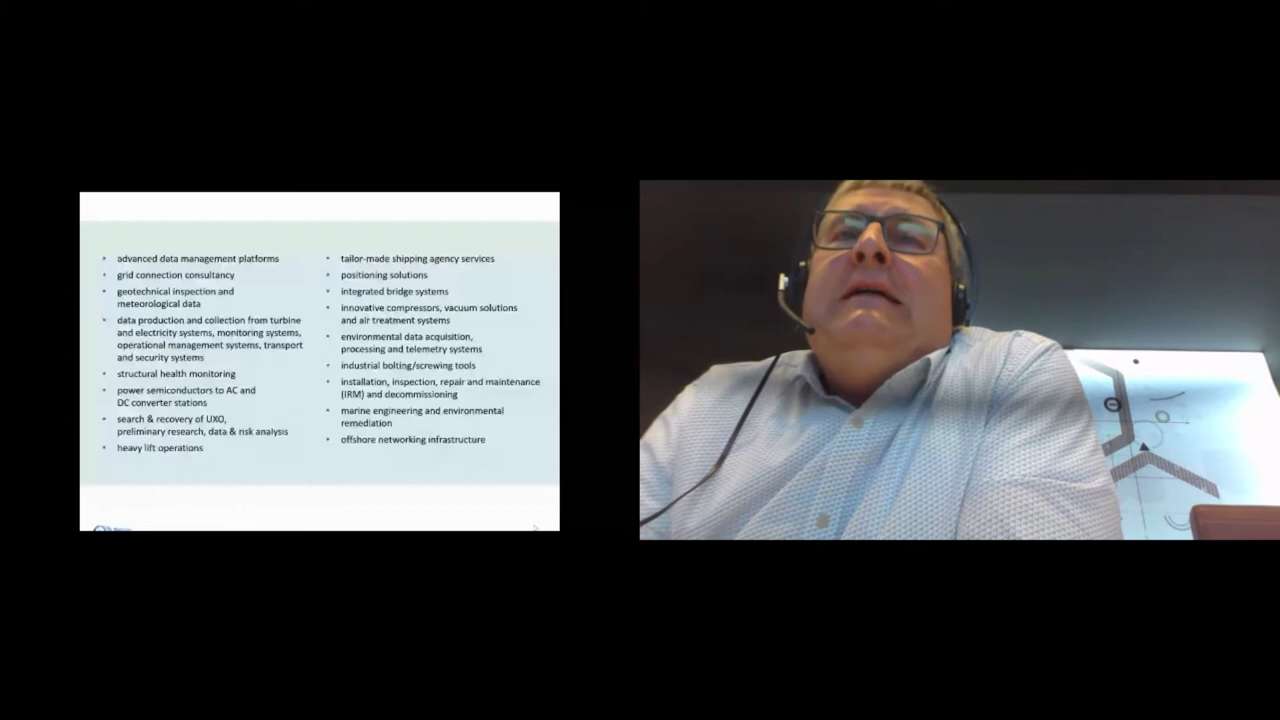 advanced data management platforms
grid connection consultancy
geotechnical inspection and
meteorological data
data production and collection from turbine
and electricity systems, monitoring systems,
operational management systems, transport
and security systems
structural health monitoring
power semiconductors to AC and
DC converter stations
search & recovery of UXO,
preliminary research, data & risk analysis
heavy lift operations
tailor-made shipping agency services
positioning solutions
integrated bridge systems
innovative compressors, vacuum solutions
and air treatment systems
environmental data acquisition,
processing and telemetry systems
industrial bolting/screwing tools
installation, inspection, repair and maintenance
(IRM) and decommissioning
marine engineering and environmental
remediation
offshore networking infrastructure